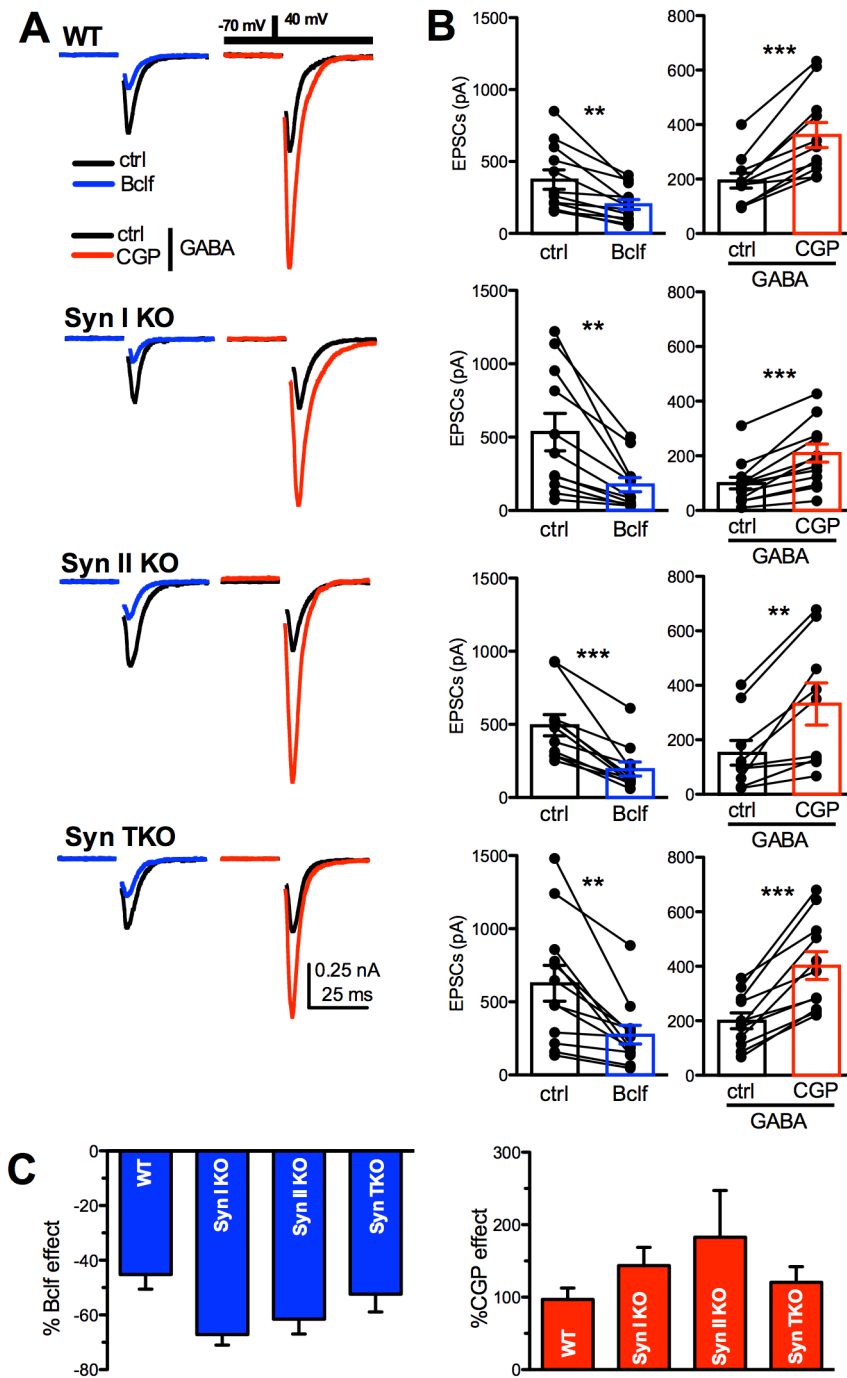 A
WT
-70 mV
40 mV
ctrl
Bclf
ctrl
CGP
GABA
Syn I KO
Syn II KO
Syn TKO
0.25 nA
25 ms
B
EPSCs (pA)
1500
1000
500
0
**
ctrl
Bclf
800
600
400
200
0
***
ctrl
CGP
GABA
EPSCs (pA)
1500
1000
500
0
**
ctrl
Bclf
800
600
400
200
0
***
ctrl
CGP
GABA
EPSCs (pA)
1500
1000
500
0
***
ctrl
Bclf
800
600
400
200
0
**
ctrl
CGP
GABA
EPSCs (pA)
1500
1000
500
0
**
ctrl
Bclf
800
600
400
200
0
***
ctrl
CGP
GABA
C
% Bclf effect
0
-20
-40
-60
-80
WT
Syn I KO
Syn II KO
Syn TKO
%CGP effect
300
200
150
100
50
0
WT
Syn I KO
Syn II KO
Syn TKO